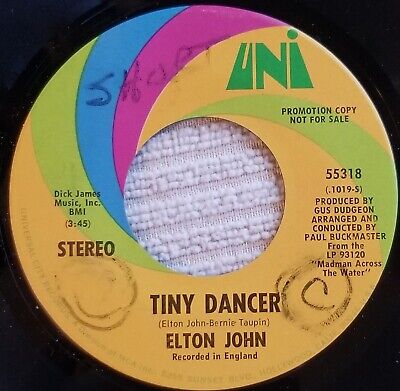 SHORT
UNI
PROMOTION COPY
NOT FOR SALE
55318
(.1019-S)
Dick James
Music, Inc.
BMI
(3:45)
STEREO
PRODUCED BY
GUS DUDGEON
ARRANGED AND
CONDUCTED BY
PAUL BUCKMASTER
From the
LP 93120
"Madman Across
The Water"
TINY DANCER
(Elton John-Bernie Taupin)
ELTON JOHN
Recorded in England